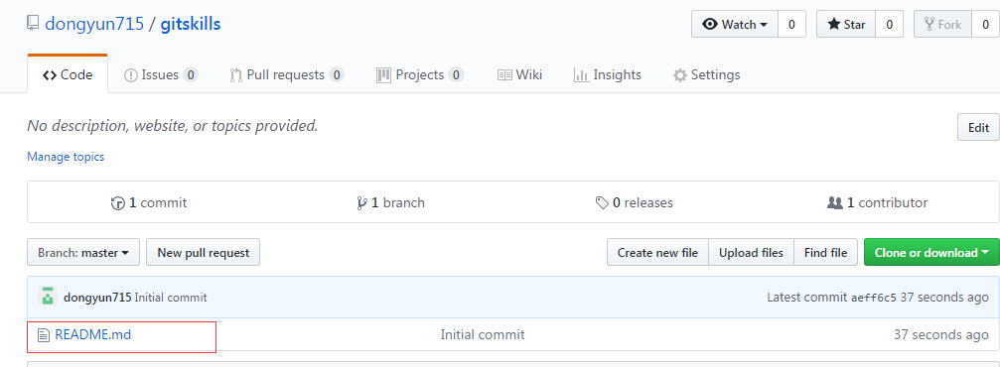 dongyun715 / gitskills
Watch 0 Star 0 Fork 0
Code Issues 0 Pull requests 0 Projects 0 Wiki Insights Settings
No description, website, or topics provided. Edit
Manage topics
1 commit 1 branch 0 releases 1 contributor
Branch: master New pull request Create new file Upload files Find file Clone or download
dongyun715 Initial commit Latest commit aeff6c5 37 seconds ago
README.md Initial commit 37 seconds ago